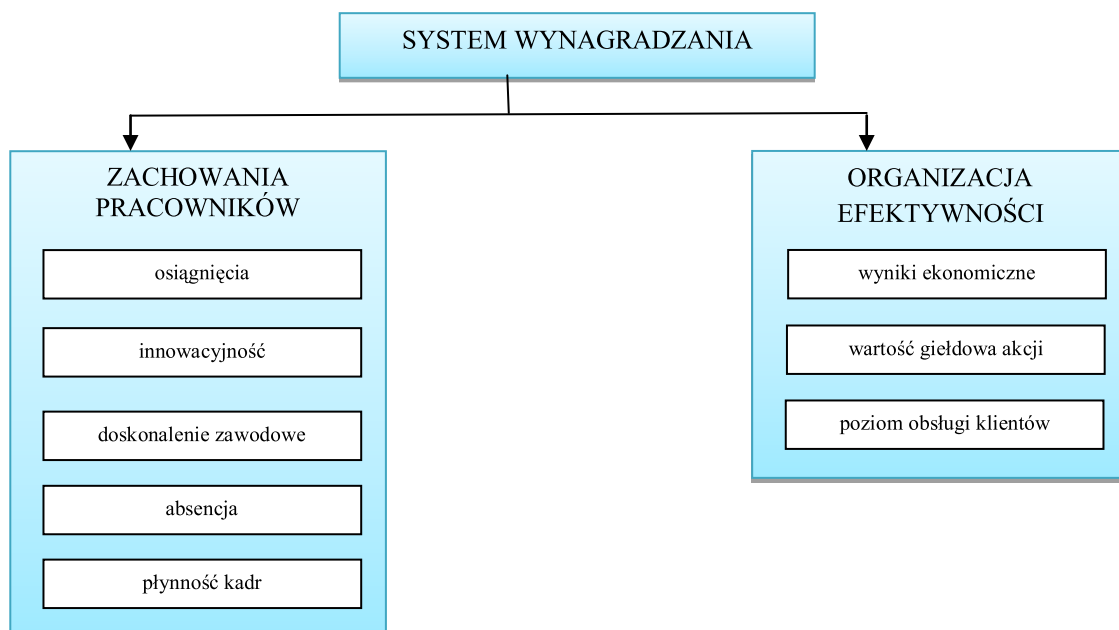 SYSTEM WYNAGRADZANIA
ZACHOWANIA
PRACOWNIKÓW
osiągnięcia
innowacyjność
doskonalenie zawodowe
absencja
płynność kadr
ORGANIZACJA
EFEKTYWNOŚCI
wyniki ekonomiczne
wartość giełdowa akcji
poziom obsługi klientów